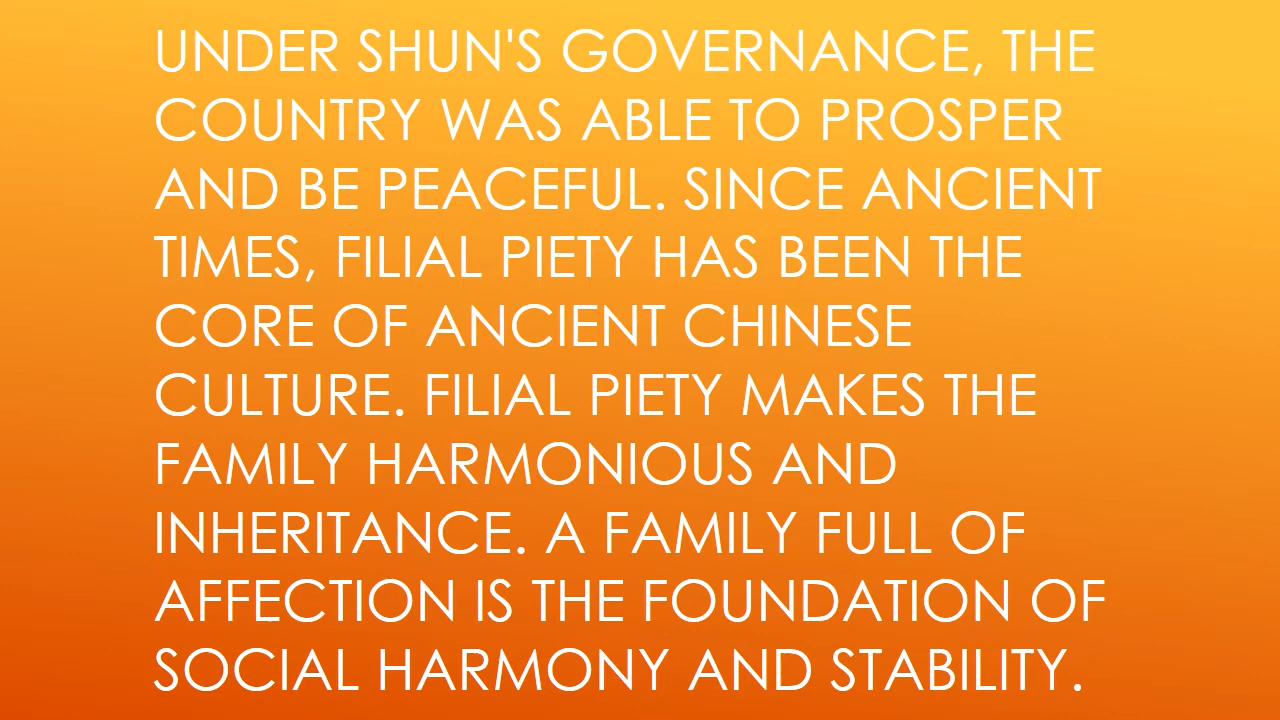 UNDER SHUN'S GOVERNANCE, THE
COUNTRY WAS ABLE TO PROSPER
AND BE PEACEFUL. SINCE ANCIENT
TIMES, FILIAL PIETY HAS BEEN THE
CORE OF ANCIENT CHINESE
CULTURE. FILIAL PIETY MAKES THE
FAMILY HARMONIOUS AND
INHERITANCE. A FAMILY FULL OF
AFFECTION IS THE FOUNDATION OF
SOCIAL HARMONY AND STABILITY.